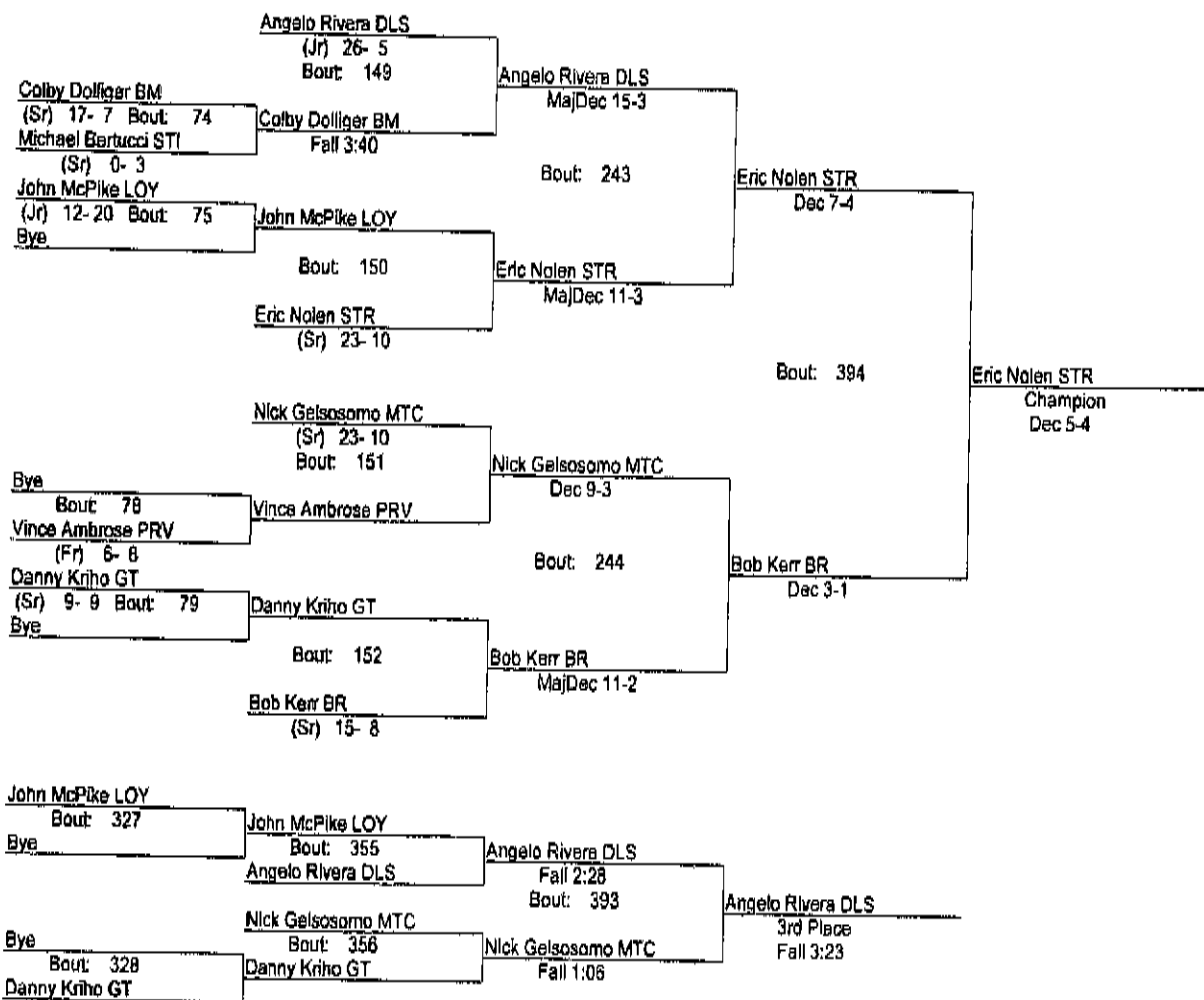 Angelo Rivera DLS
(Jr) 26- 5
Bout: 149
Angelo Rivera DLS
MajDec 15-3
Colby Dolliger BM
(Sr) 17- 7 Bout: 74
Colby Dolliger BM
Fall 3:40
Michael Bartucci STI
(Sr) 0- 3
Bout: 243
Eric Nolen STR
Dec 7-4
John McPike LOY
(Jr) 12- 20 Bout: 75
John McPike LOY
Bye
Bout: 150
Eric Nolen STR
MajDec 11-3
Eric Nolen STR
(Sr) 23- 10
Bout: 394
Eric Nolen STR
Champion
Dec 5-4
Nick Gelsosomo MTC
(Sr) 23- 10
Bout: 151
Nick Gelsosomo MTC
Dec 9-3
Bye
Bout: 78
Vince Ambrose PRV
Vince Ambrose PRV
(Fr) 6- 8
Bout: 244
Bob Kerr BR
Dec 3-1
Danny Kriho GT
(Sr) 9- 9 Bout: 79
Danny Kriho GT
Bye
Bout: 152
Bob Kerr BR
MajDec 11-2
Bob Kerr BR
(Sr) 15- 8
John McPike LOY
Bout: 327
John McPike LOY
Bye
Bout: 355
Angelo Rivera DLS
Angelo Rivera DLS
Fall 2:28
Bout: 393
Angelo Rivera DLS
3rd Place
Fall 3:23
Nick Gelsosomo MTC
Bye
Bout: 356
Nick Gelsosomo MTC
Fall 1:06
Bout: 328
Danny Kriho GT
Danny Kriho GT